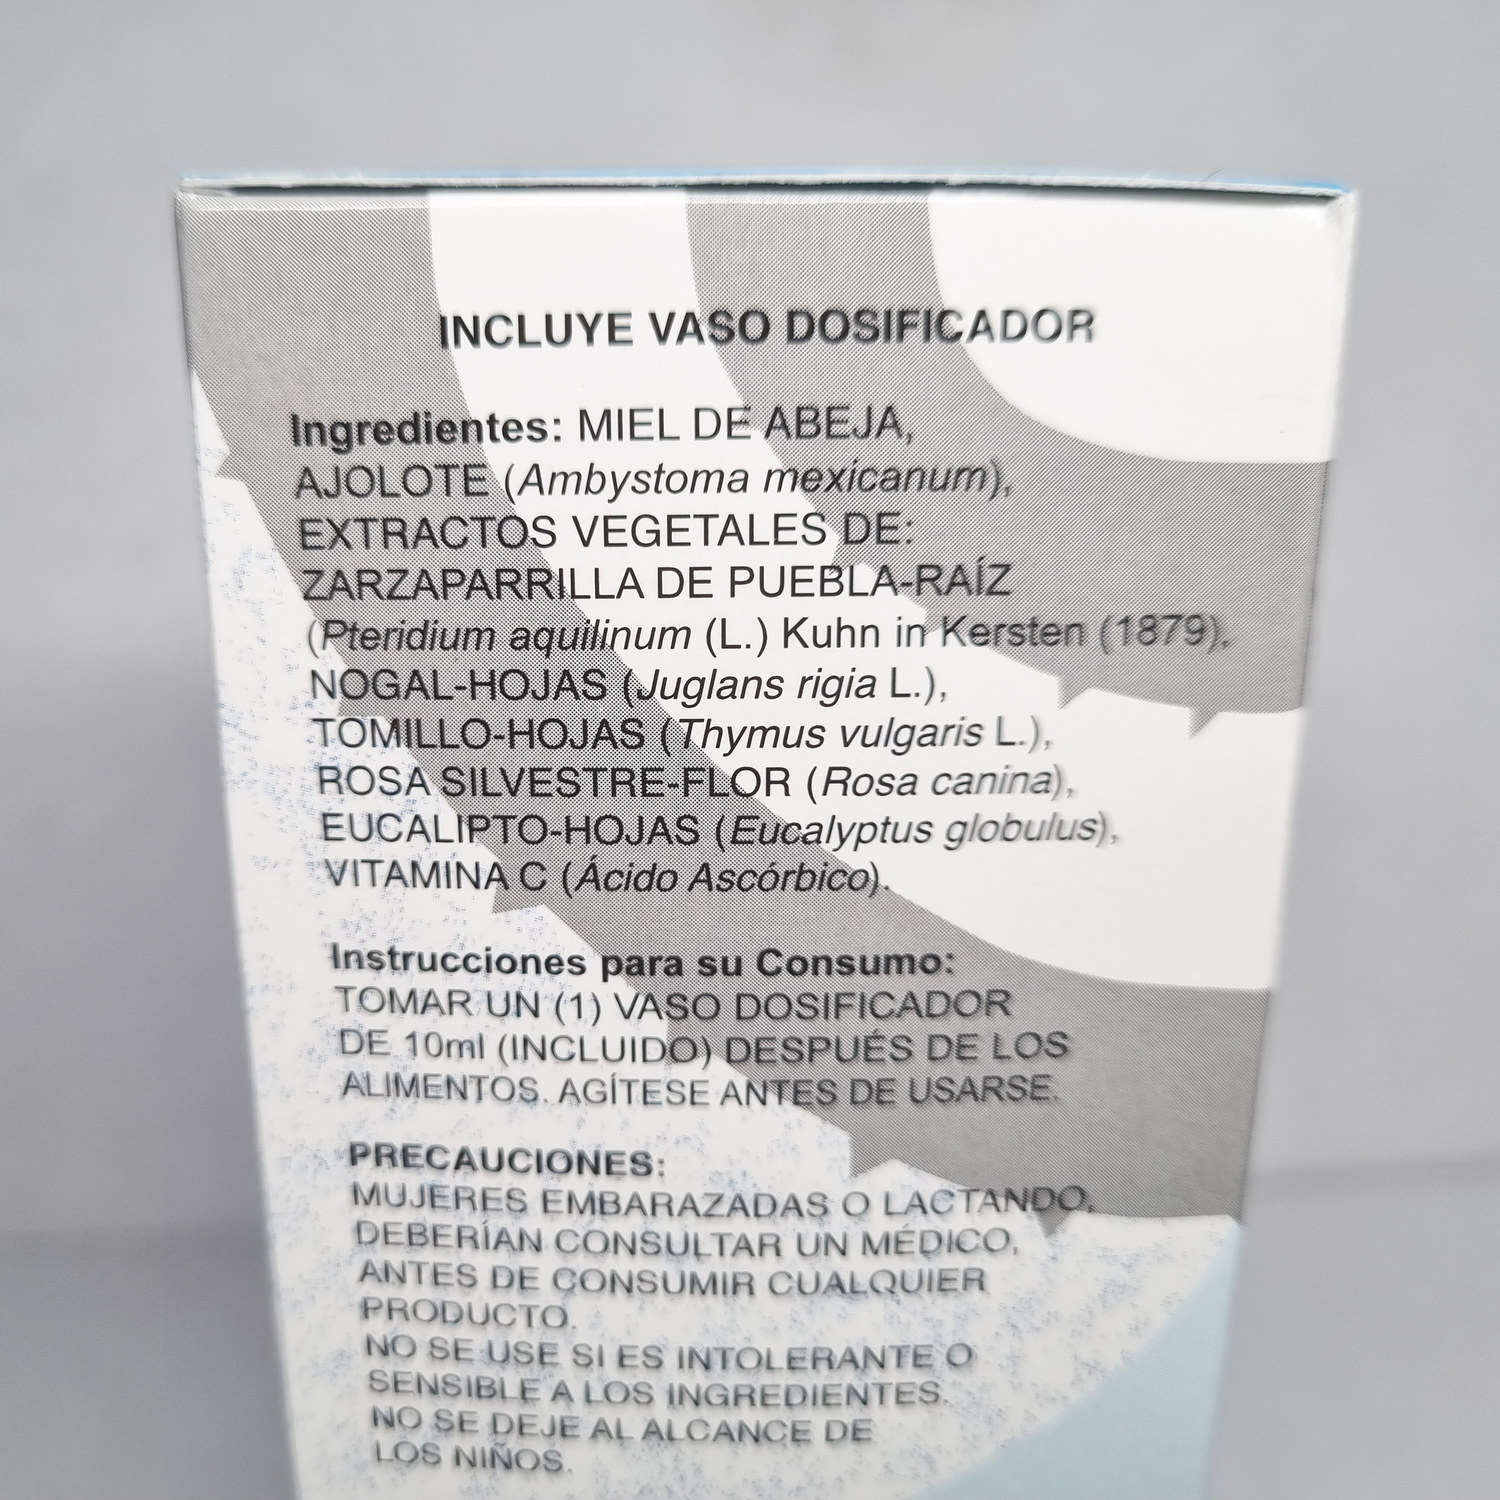 INCLUYE VASO DOSIFICADOR
Ingredientes: MIEL DE ABEJA,
AJOLOTE (Ambystoma mexicanum),
EXTRACTOS VEGETALES DE:
ZARZAPARRILLA DE PUEBLA-RAÍZ
(Pteridium aquilinum (L.) Kuhn in Kersten (1879),
NOGAL-HOJAS (Juglans rigia L.),
TOMILLO-HOJAS (Thymus vulgaris L.),
ROSA SILVESTRE-FLOR (Rosa canina),
EUCALIPTO-HOJAS (Eucalyptus globulus),
VITAMINA C (Ácido Ascórbico).
Instrucciones para su Consumo:
TOMAR UN (1) VASO DOSIFICADOR
DE 10ml (INCLUIDO) DESPUÉS DE LOS
ALIMENTOS. AGÍTESE ANTES DE USARSE.
PRECAUCIONES:
MUJERES EMBARAZADAS O LACTANDO,
DEBERÍAN CONSULTAR UN MÉDICO,
ANTES DE CONSUMIR CUALQUIER
PRODUCTO.
NO SE USE SI ES INTOLERANTE O
SENSIBLE A LOS INGREDIENTES.
NO SE DEJE AL ALCANCE DE
LOS NIÑOS.